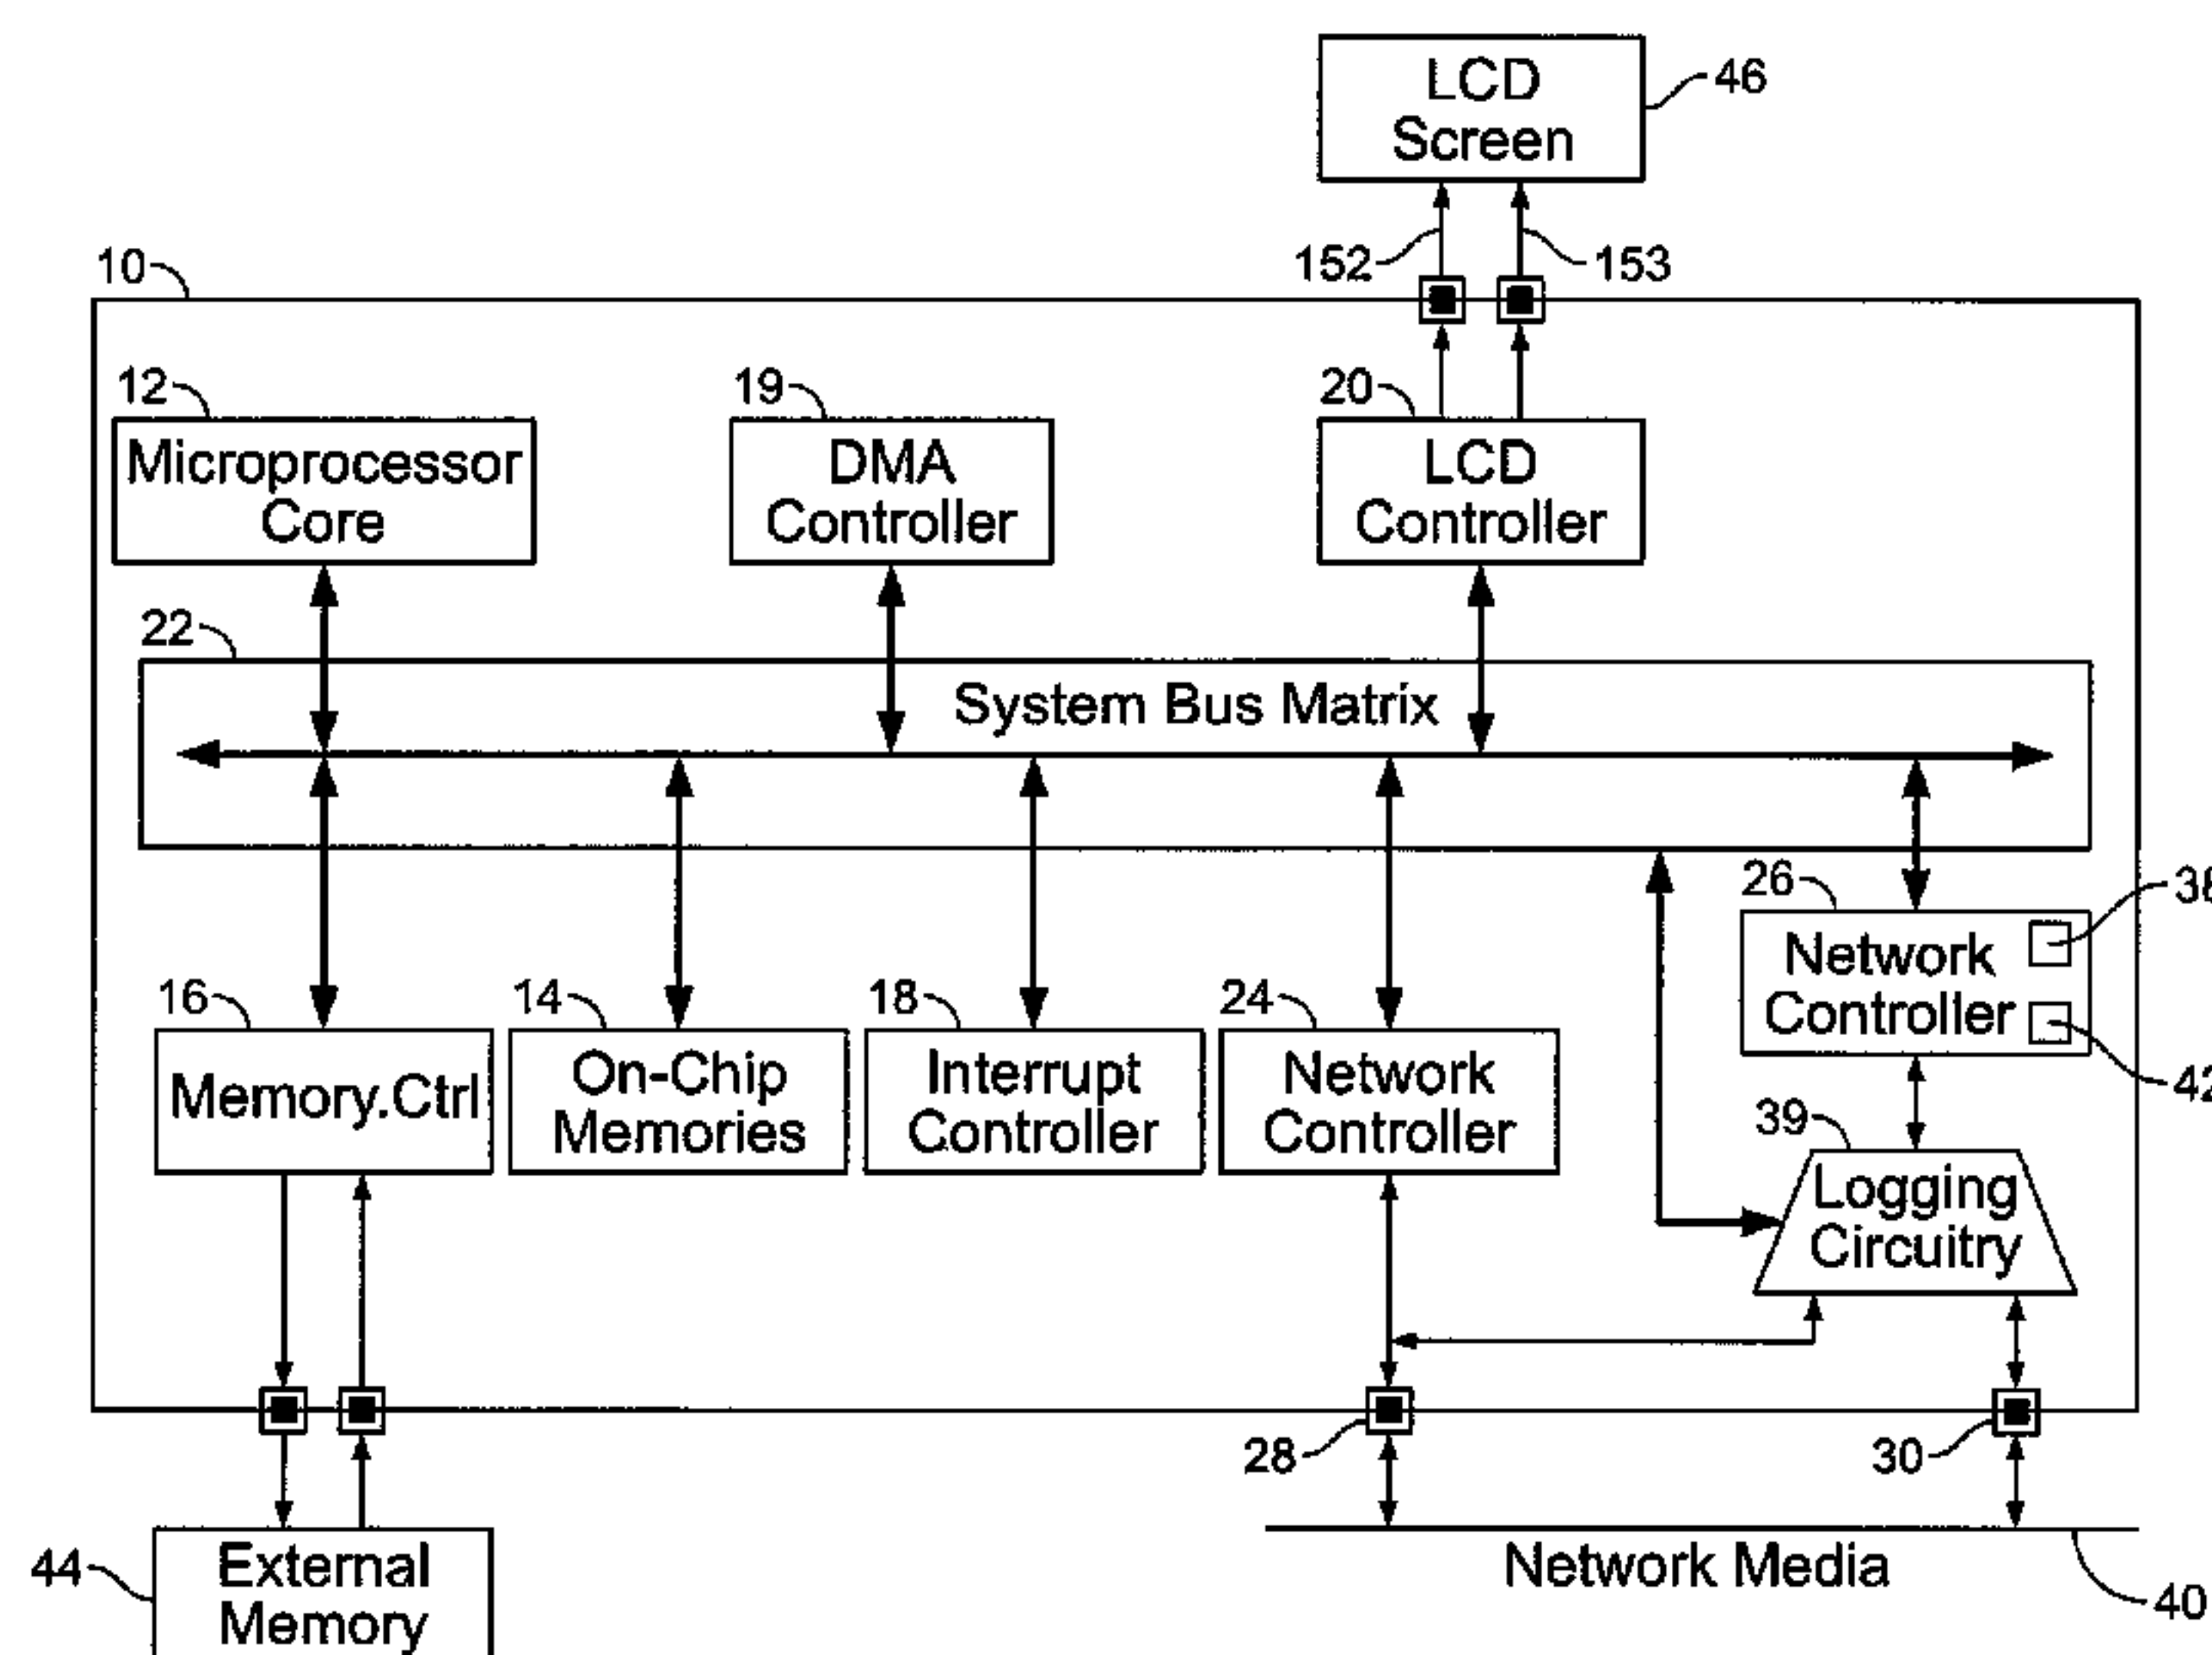 LCD
Screen
46
152
153
10
12
19
20
Microprocessor
Core
DMA
Controller
LCD
Controller
22
System Bus Matrix
26
38
Network
Controller
42
16
14
18
24
Memory.Ctrl
On-Chip
Memories
Interrupt
Controller
Network
Controller
39
Logging
Circuitry
28
30
44
External
Memory
Network Media
40